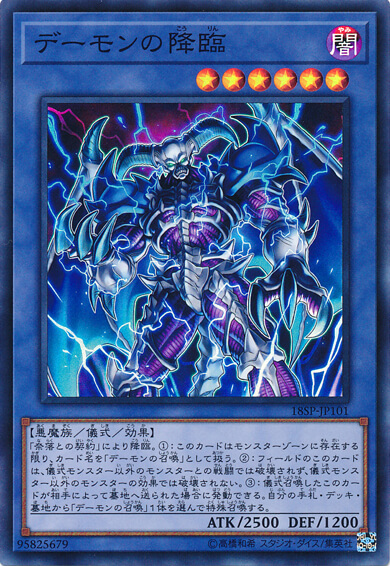 デーモンの降臨
こう りん
やみ
闇
18SP-JP101
【悪魔族/儀式/効果】
「奈落との契約」により降臨。①:このカードはモンスターゾーンに存在する
限り、カード名を「デーモンの召喚」として扱う。②:フィールドのこのカード
は、儀式モンスター以外のモンスターとの戦闘では破壊されず、儀式モン
スター以外のモンスターの効果では破壊されない。③:儀式召喚したこのカー
ドが相手によって墓地へ送られた場合に発動できる。自分の手札・デッキ・
墓地から「デーモンの召喚」1体を選んで特殊召喚する。
ATK/2500 DEF/1200
95825679
©高橋和希 スタジオ・ダイス/集英社